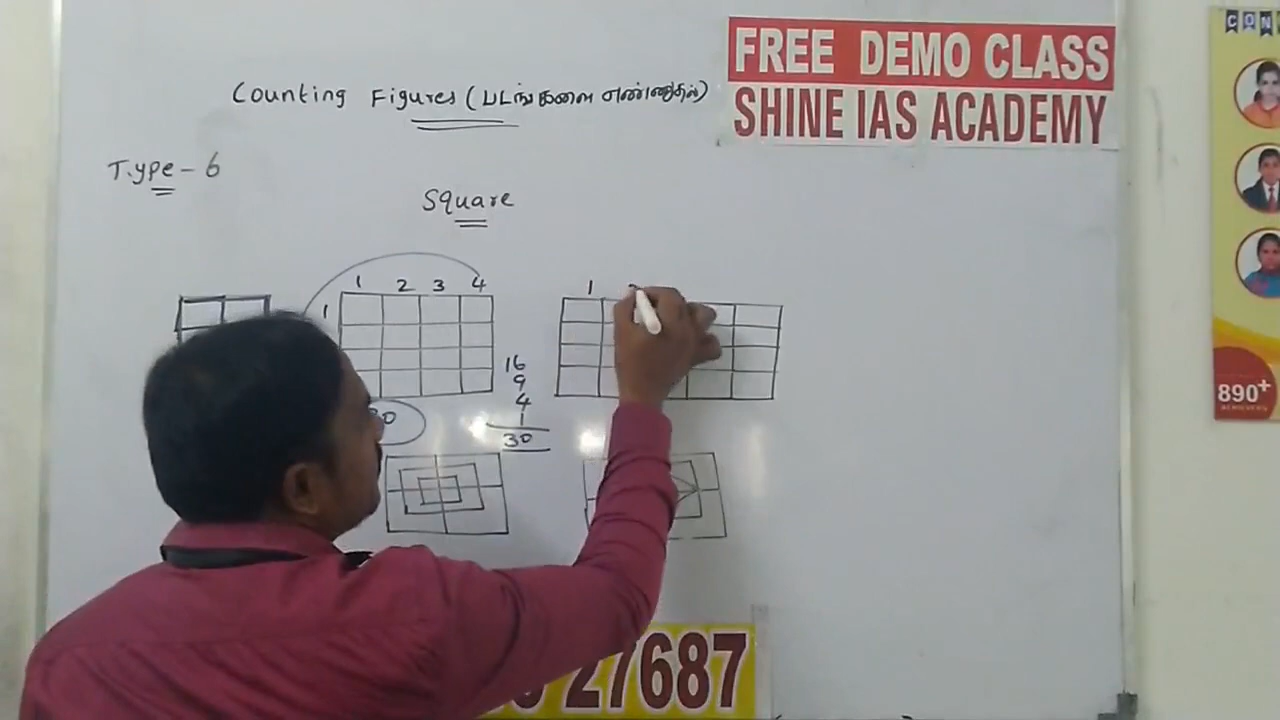 FREE DEMO CLASS
SHINE IAS ACADEMY
CON
Counting Figures (படங்களை எண்ணுதல்)
Type - 6
Square
1 2 3 4
1
16
9
4
1
30
1
890+
27687